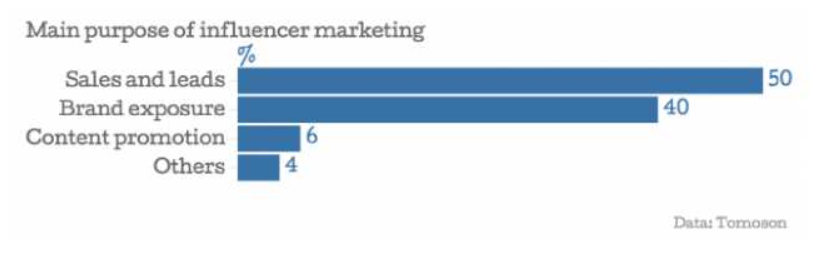 Main purpose of influencer marketing
%
Sales and leads 50
Brand exposure 40
Content promotion 6
Others 4
Data: Tomoson